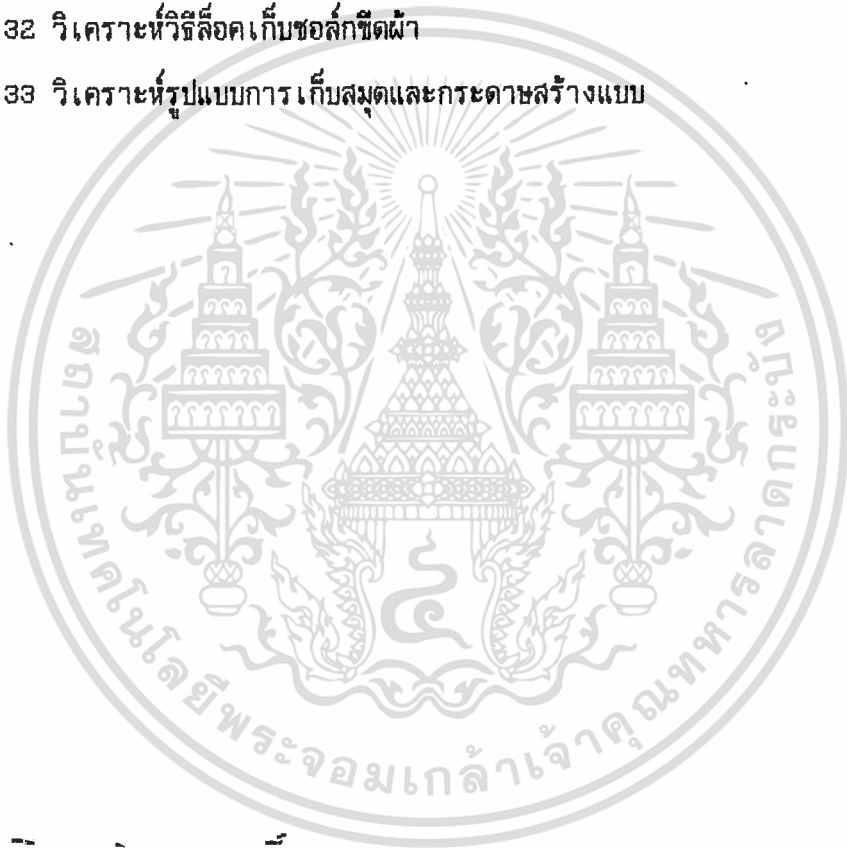 32 วิเคราะห์วิธีล็อคเก็บชอล์กขีดผ้า
33 วิเคราะห์รูปแบบการเก็บสมุดและกระดาษสร้างแบบ
สถาบันเทคโนโลยีพระจอมเกล้าเจ้าคุณทหารลาดกระบัง